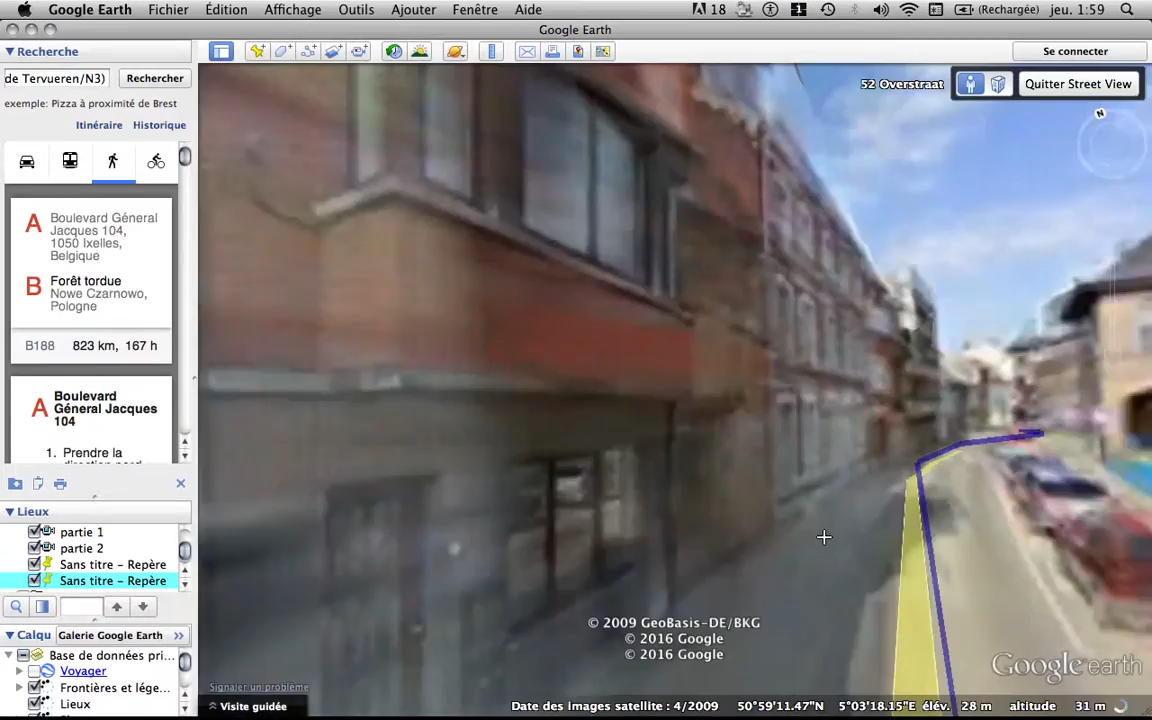 Google Earth Fichier Édition Affichage Outils Ajouter Fenêtre Aide
18 1 (Rechargée) jeu. 1:59
Google Earth
Recherche
de Tervueren/N3) Rechercher
exemple: Pizza à proximité de Brest
Itinéraire Historique
Se connecter
52 Overstraat
Quitter Street View
N
A Boulevard Général
Jacques 104,
1050 Ixelles,
Belgique
B Forêt tordue
Nowe Czarnowo,
Pologne
B188 823 km, 167 h
A Boulevard
Général Jacques
104
1. Prendre la
Lieux
partie 1
partie 2
Sans titre – Repère
Sans titre – Repère
Calqu Galerie Google Earth >>
Base de données pri...
Voyager
Frontières et lége...
Lieux
© 2009 GeoBasis-DE/BKG
© 2016 Google
© 2016 Google
Google earth
Signaler un problème
Visite guidée
Date des images satellite : 4/2009 50°59'11.47"N 5°03'18.15"E élév. 28 m altitude 31 m